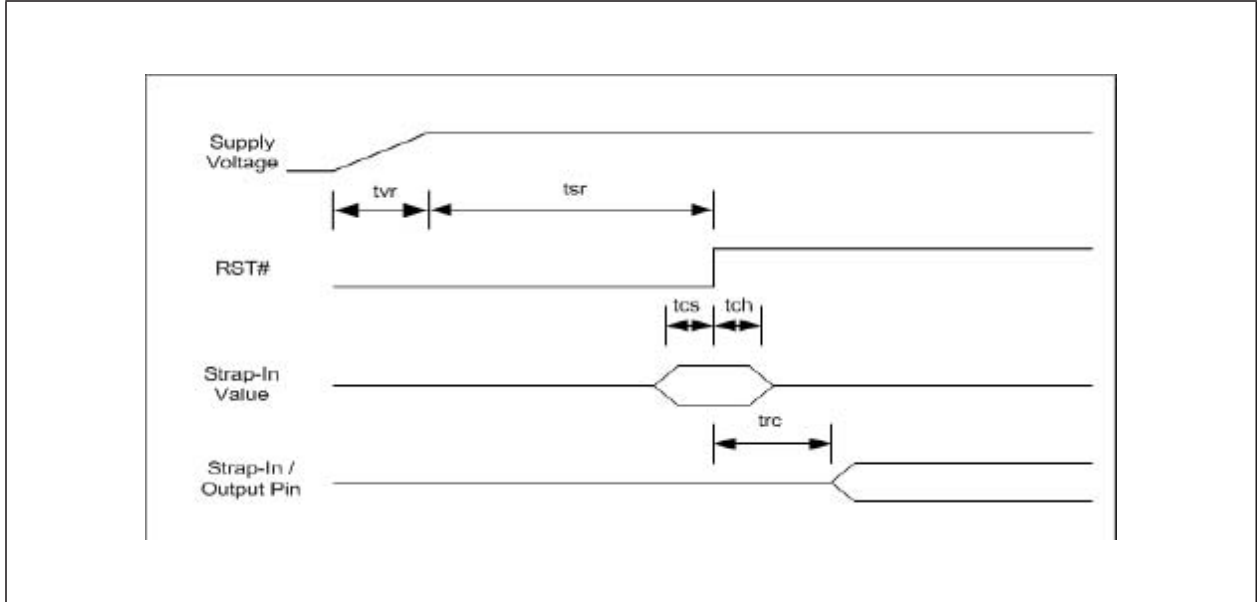 Supply
Voltage
tvr
tsr
RST#
tcs
tch
Strap-In
Value
trc
Strap-In /
Output Pin